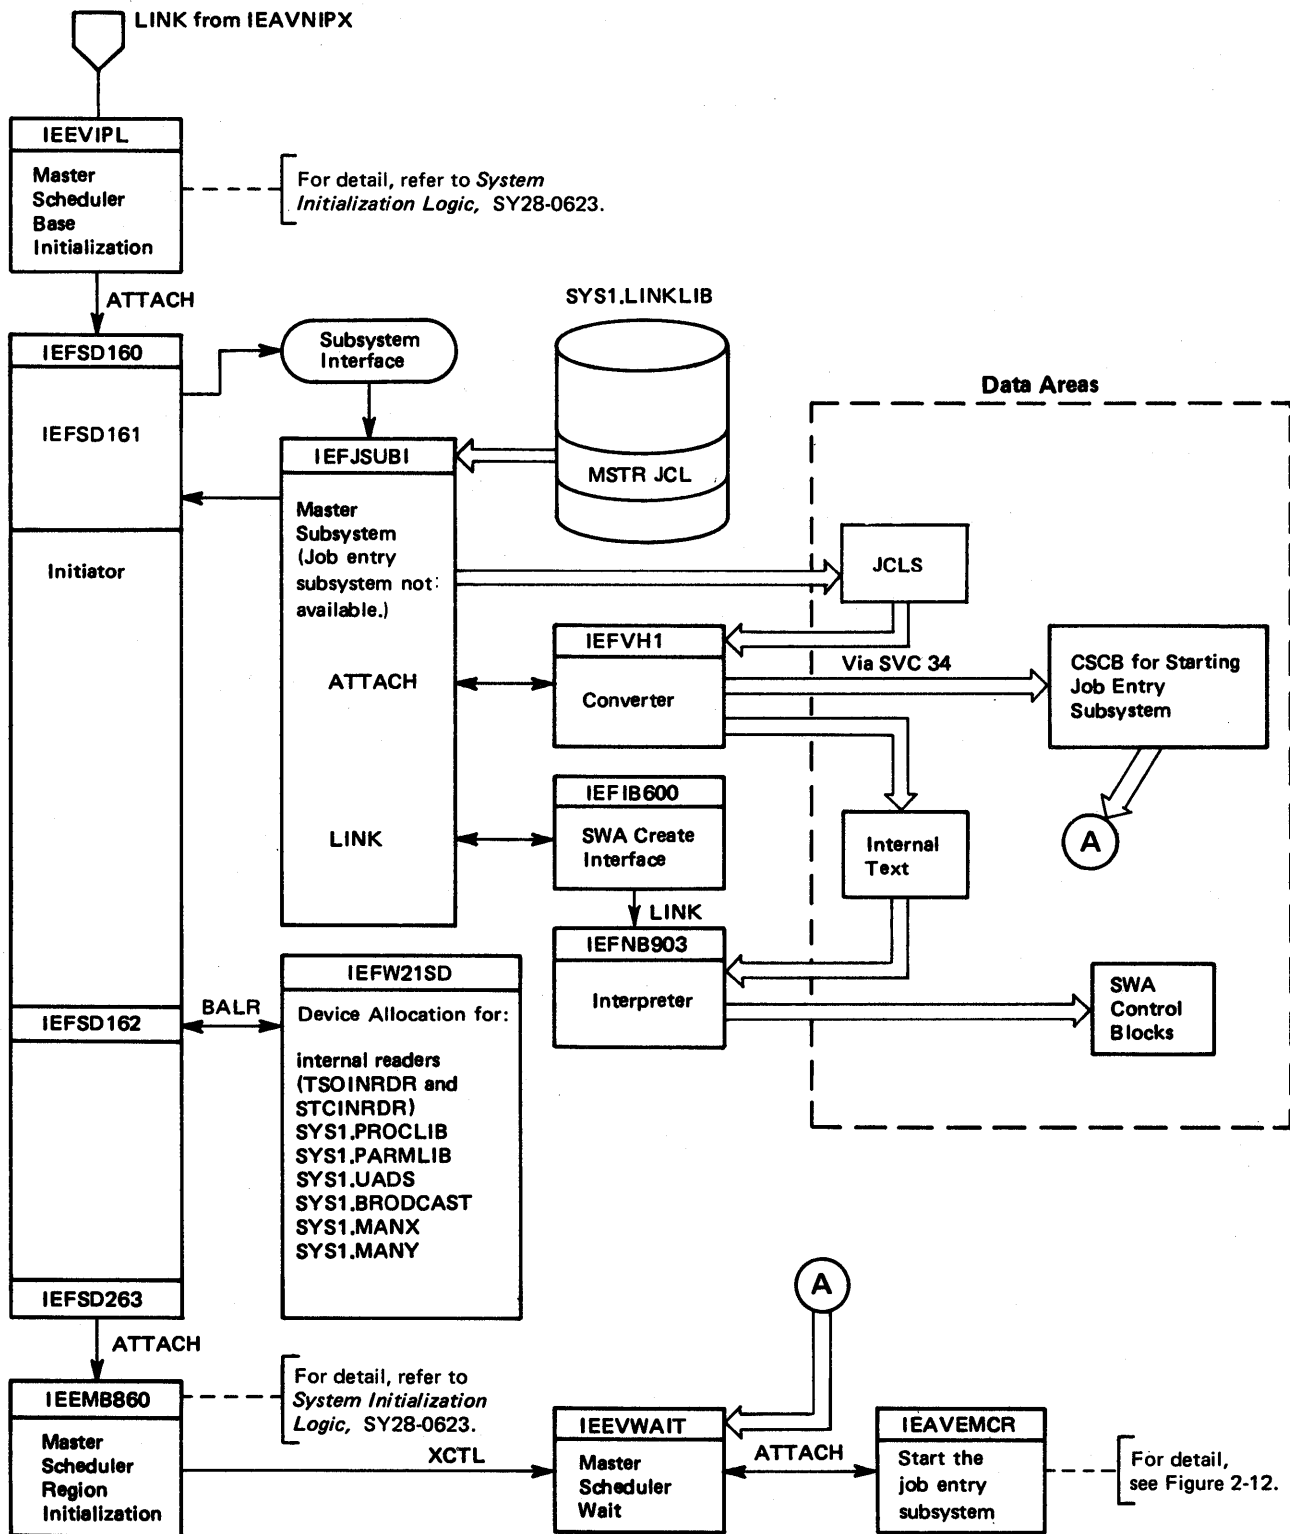 LINK from IEAVNIPX
IEEVIPL
Master
Scheduler
Base
Initialization
For detail, refer to System
Initialization Logic, SY28-0623.
ATTACH
SYS1.LINKLIB
IEFSD160
Subsystem
Interface
Data Areas
IEFSD161
IEFJSUBI
MSTR JCL
Master
Subsystem
(Job entry
subsystem not
available.)
Initiator
JCLS
IEFVH1
Via SVC 34
CSCB for Starting
Job Entry
Subsystem
ATTACH
Converter
IEFIB600
LINK
SWA Create
Interface
Internal
Text
A
LINK
IEFNB903
IEFW21SD
Interpreter
SWA
Control
Blocks
IEFSD162
BALR
Device Allocation for:
internal readers
(TSOINRDR and
STCINRDR)
SYS1.PROCLIB
SYS1.PARMLIB
SYS1.UADS
SYS1.BRODCAST
SYS1.MANX
SYS1.MANY
A
IEFSD263
ATTACH
For detail, refer to
System Initialization
Logic, SY28-0623.
IEEMB860
Master
Scheduler
Region
Initialization
XCTL
IEEVWAIT
Master
Scheduler
Wait
ATTACH
IEAVEMCR
Start the
job entry
subsystem
For detail,
see Figure 2-12.